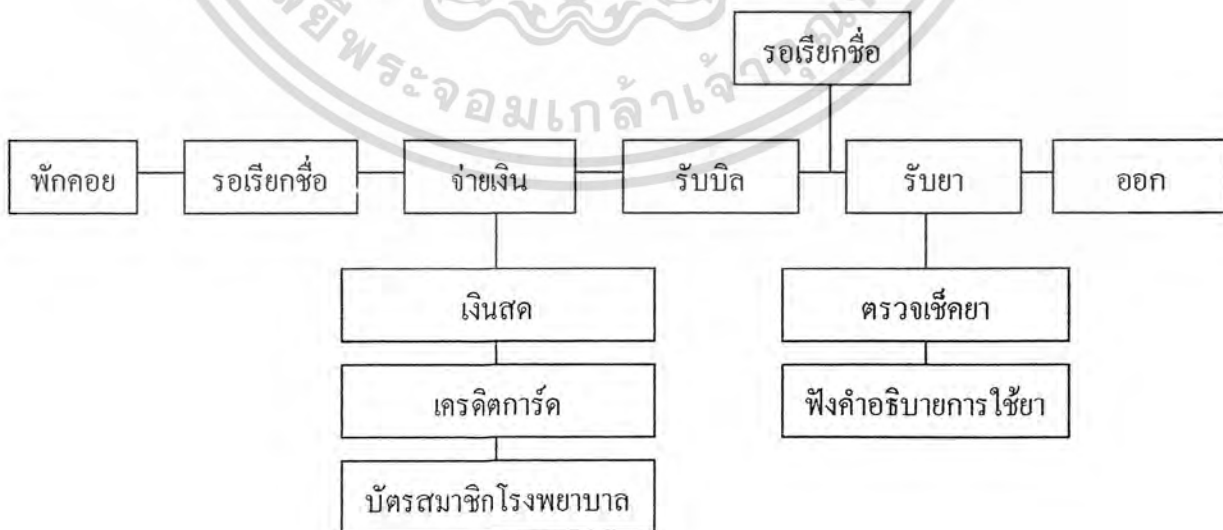 รอเรียกชื่อ
พักคอย
รอเรียกชื่อ
จ่ายเงิน
รับบิล
รับยา
ออก
เงินสด
ตรวจเช็คยา
เครดิตการ์ด
ฟังคำอธิบายการใช้ยา
บัตรสมาชิกโรงพยาบาล